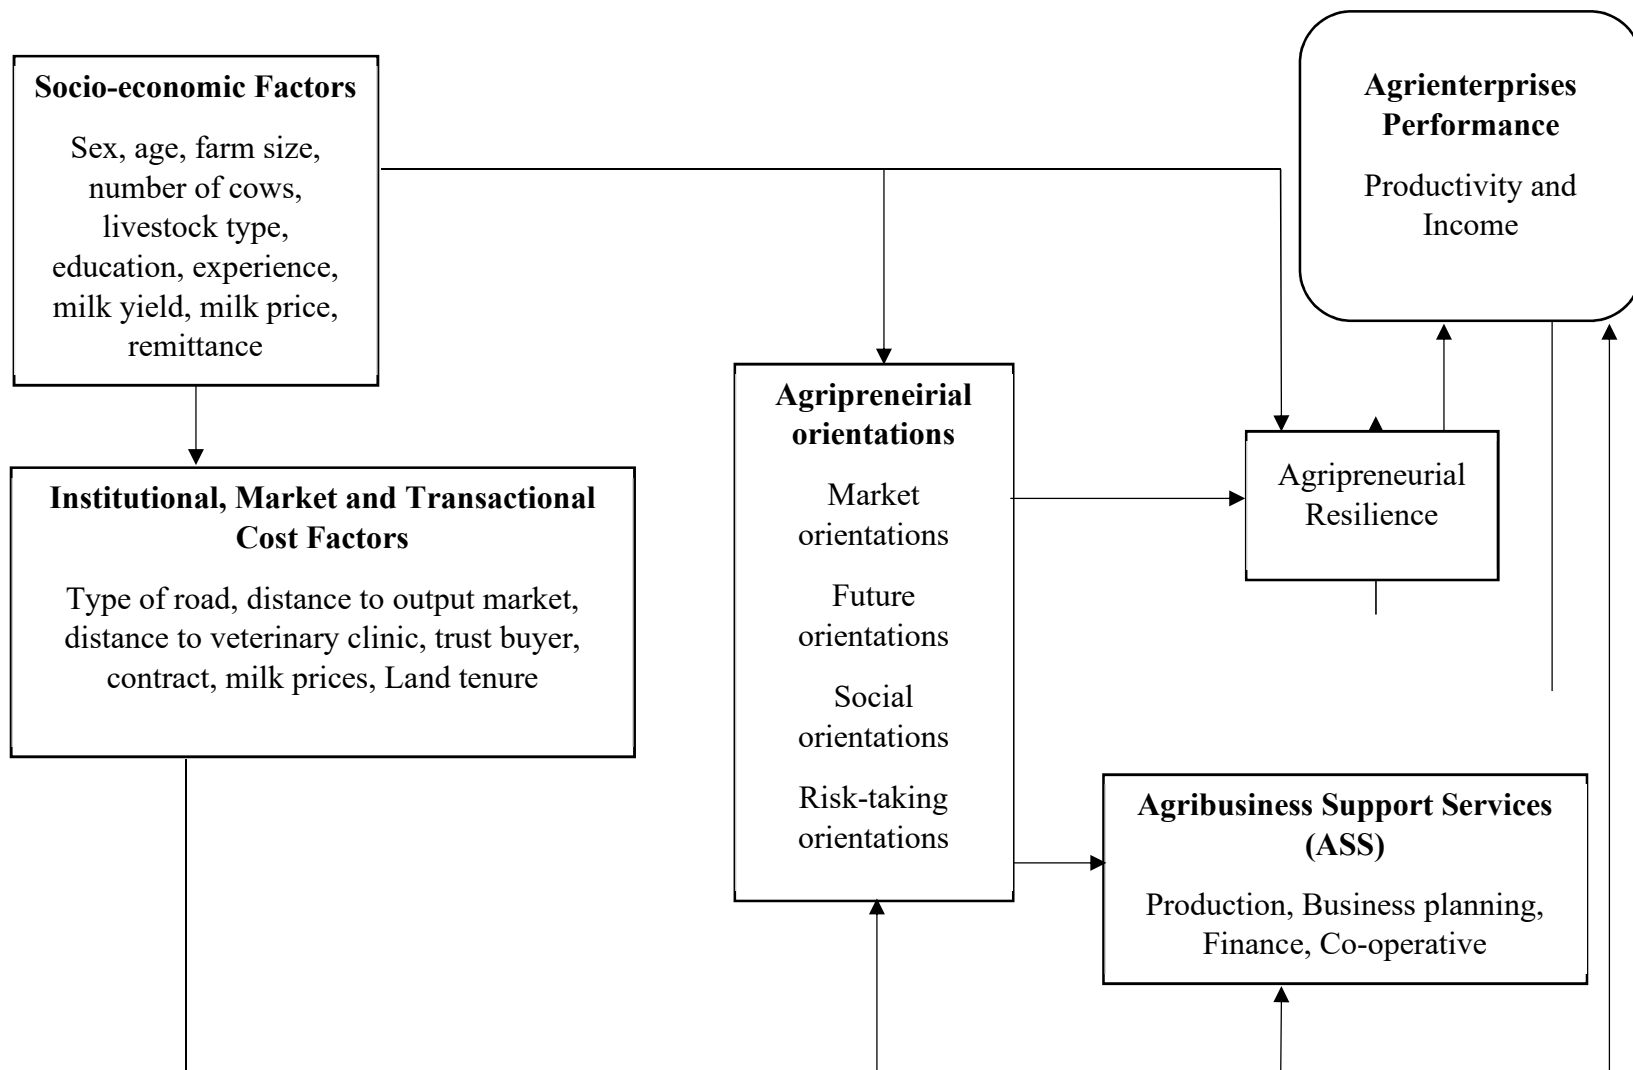 Socio-economic Factors
Sex, age, farm size,
number of cows,
livestock type,
education, experience,
milk yield, milk price,
remittance
Institutional, Market and Transactional
Cost Factors
Type of road, distance to output market,
distance to veterinary clinic, trust buyer,
contract, milk prices, Land tenure
Agripreneirial
orientations
Market
orientations
Future
orientations
Social
orientations
Risk-taking
orientations
Agrienterprises
Performance
Productivity and
Income
Agripreneurial
Resilience
Agribusiness Support Services
(ASS)
Production, Business planning,
Finance, Co-operative